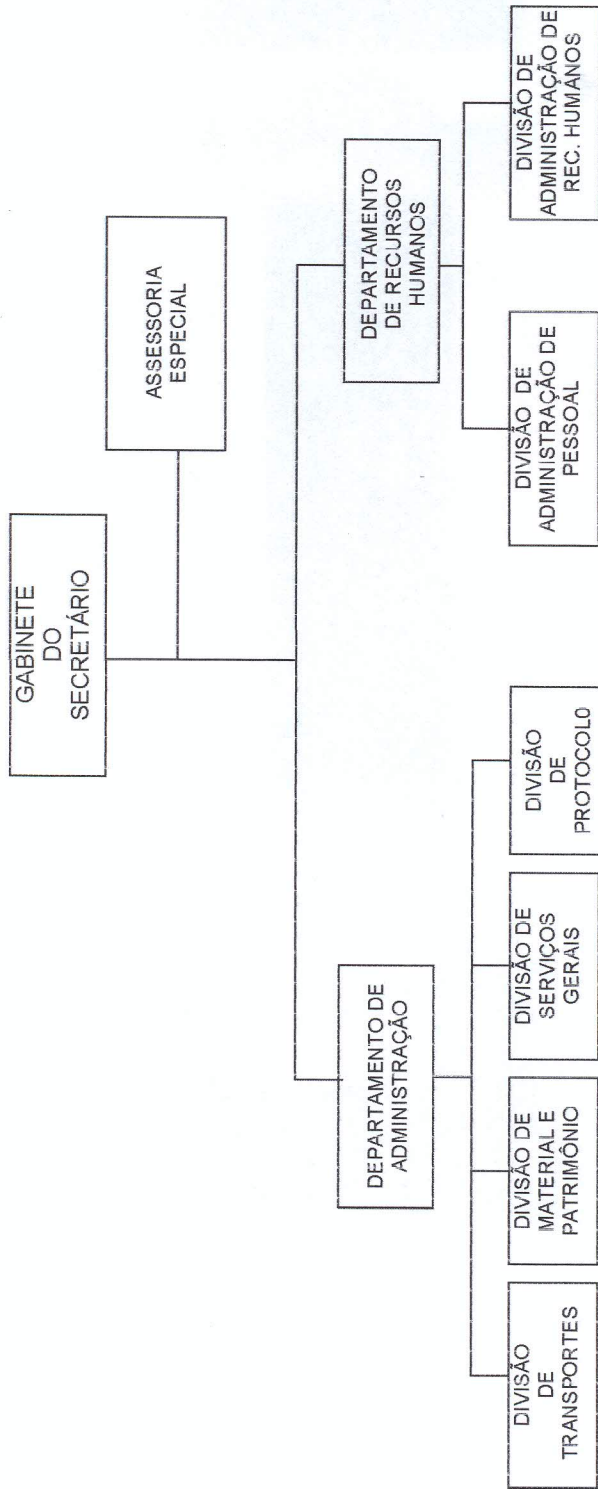 GABINETE
DO
SECRETÁRIO
ASSESSORIA
ESPECIAL
DEPARTAMENTO DE
ADMINISTRAÇÃO
DEPARTAMENTO
DE RECURSOS
HUMANOS
DIVISÃO
DE
TRANSPORTES
DIVISÃO DE
MATERIAL E
PATRIMÔNIO
DIVISÃO DE
SERVIÇOS
GERAIS
DIVISÃO
DE
PROTOCOL0
DIVISÃO DE
ADMINISTRAÇÃO DE
PESSOAL
DIVISÃO DE
ADMINISTRAÇÃO DE
REC. HUMANOS